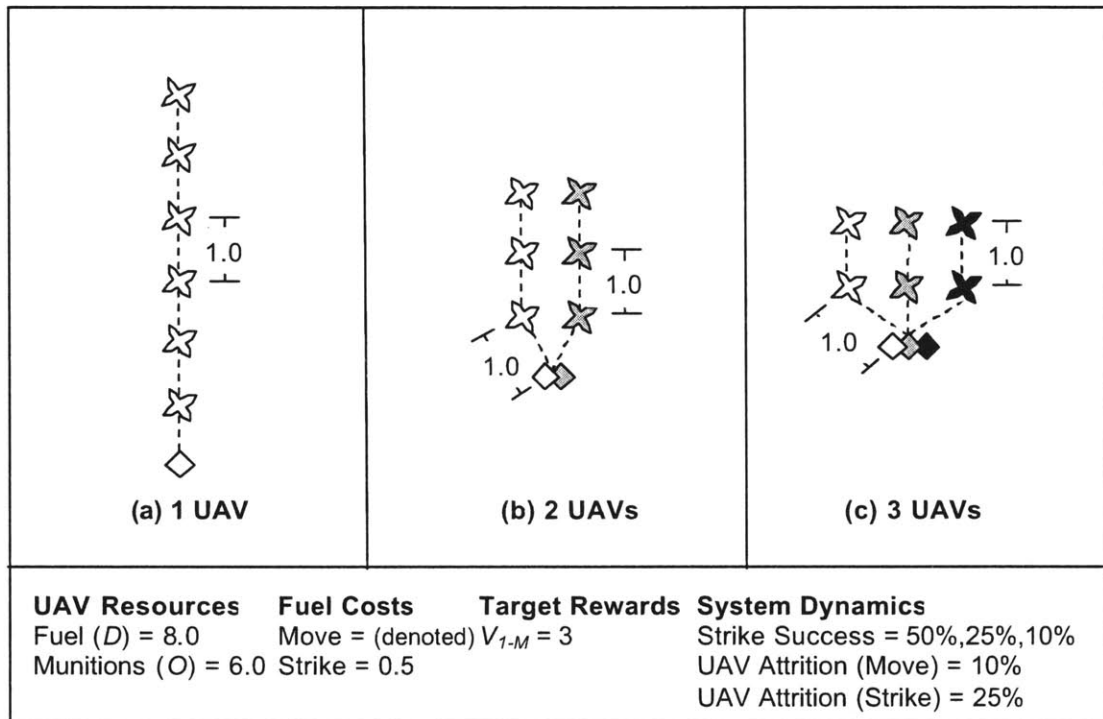 1.0
1.0
1.0
1.0
1.0
(a) 1 UAV
(b) 2 UAVs
(c) 3 UAVs
UAV Resources Fuel Costs Target Rewards System Dynamics
Fuel (D) = 8.0 Move = (denoted) V1-M = 3 Strike Success = 50%,25%,10%
Munitions (O) = 6.0 Strike = 0.5 UAV Attrition (Move) = 10%
UAV Attrition (Strike) = 25%